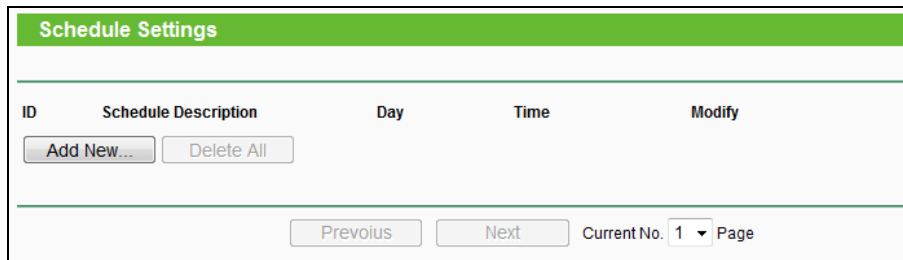 Schedule Settings
ID Schedule Description Day Time Modify
Add New... Delete All
Prevoius Next Current No. 1 Page